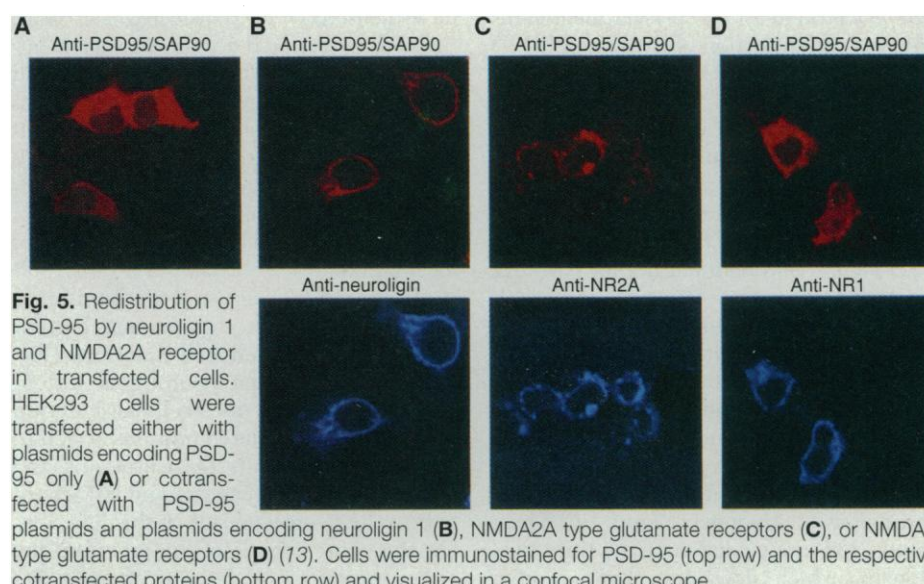 A B C D
Anti-PSD95/SAP90 Anti-PSD95/SAP90 Anti-PSD95/SAP90 Anti-PSD95/SAP90
Anti-neuroligin Anti-NR2A Anti-NR1
Fig. 5. Redistribution of
PSD-95 by neuroligin 1
and NMDA2A receptor
in transfected cells.
HEK293 cells were
transfected either with
plasmids encoding PSD-
95 only (A) or cotrans-
fected with PSD-95
plasmids and plasmids encoding neuroligin 1 (B), NMDA2A type glutamate receptors (C), or NMDA
type glutamate receptors (D) (13). Cells were immunostained for PSD-95 (top row) and the respectiv
cotransfected proteins (bottom row) and visualized in a confocal microscope